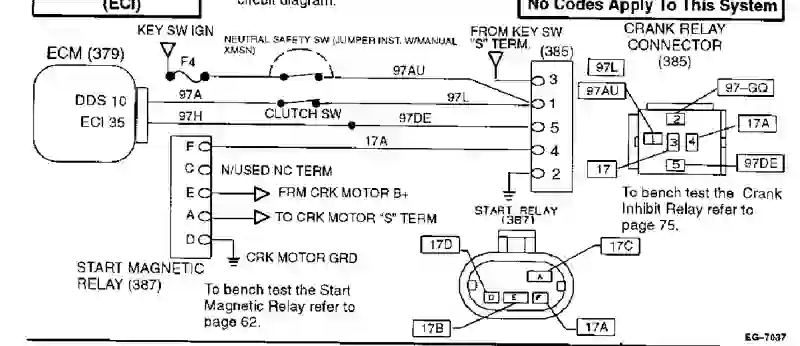 (ECI)
circuit diagram.
No Codes Apply To This System
KEY SW IGN
NEUTRAL SAFETY SW (JUMPER INST. W/MANUAL
XMSN)
FROM KEY SW
"S" TERM.
(385)
CRANK RELAY
CONNECTOR
(385)
ECM (379)
F4
97AU
97L
97AU
97-GQ
DDS 10
ECI 35
97A
97H
CLUTCH SW
97L
97DE
17A
3
1
5
4
2
2
1
3
4
5
17A
17
97DE
F
C
E
A
D
N/USED NC TERM
FRM CRK MOTOR B+
TO CRK MOTOR "S" TERM
CRK MOTOR GRD
START MAGNETIC
RELAY (387)
To bench test the Start
Magnetic Relay refer to
page 62.
START RELAY
(387)
17D
17C
A
D
E
F
17B
17A
To bench test the Crank
Inhibit Relay refer to
page 75.
EG-7037